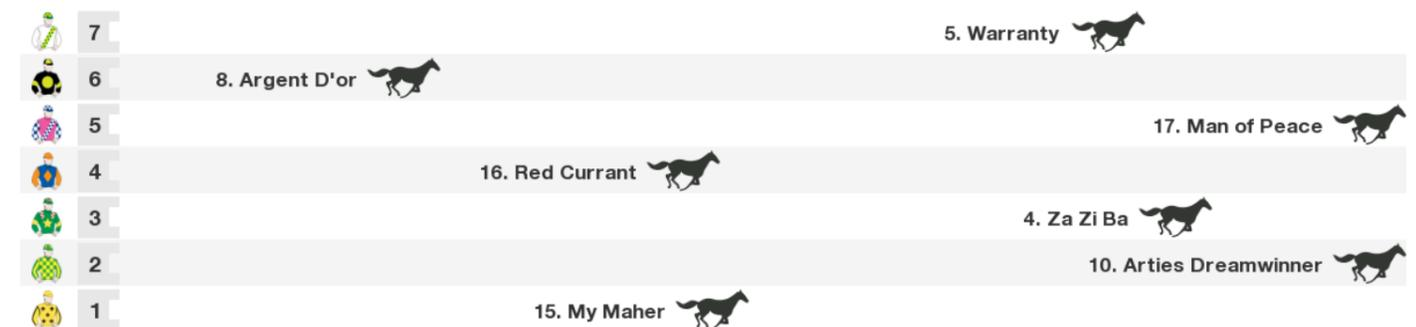 7 5. Warranty
6 8. Argent D'or
5 17. Man of Peace
4 16. Red Currant
3 4. Za Zi Ba
2 10. Arties Dreamwinner
1 15. My Maher